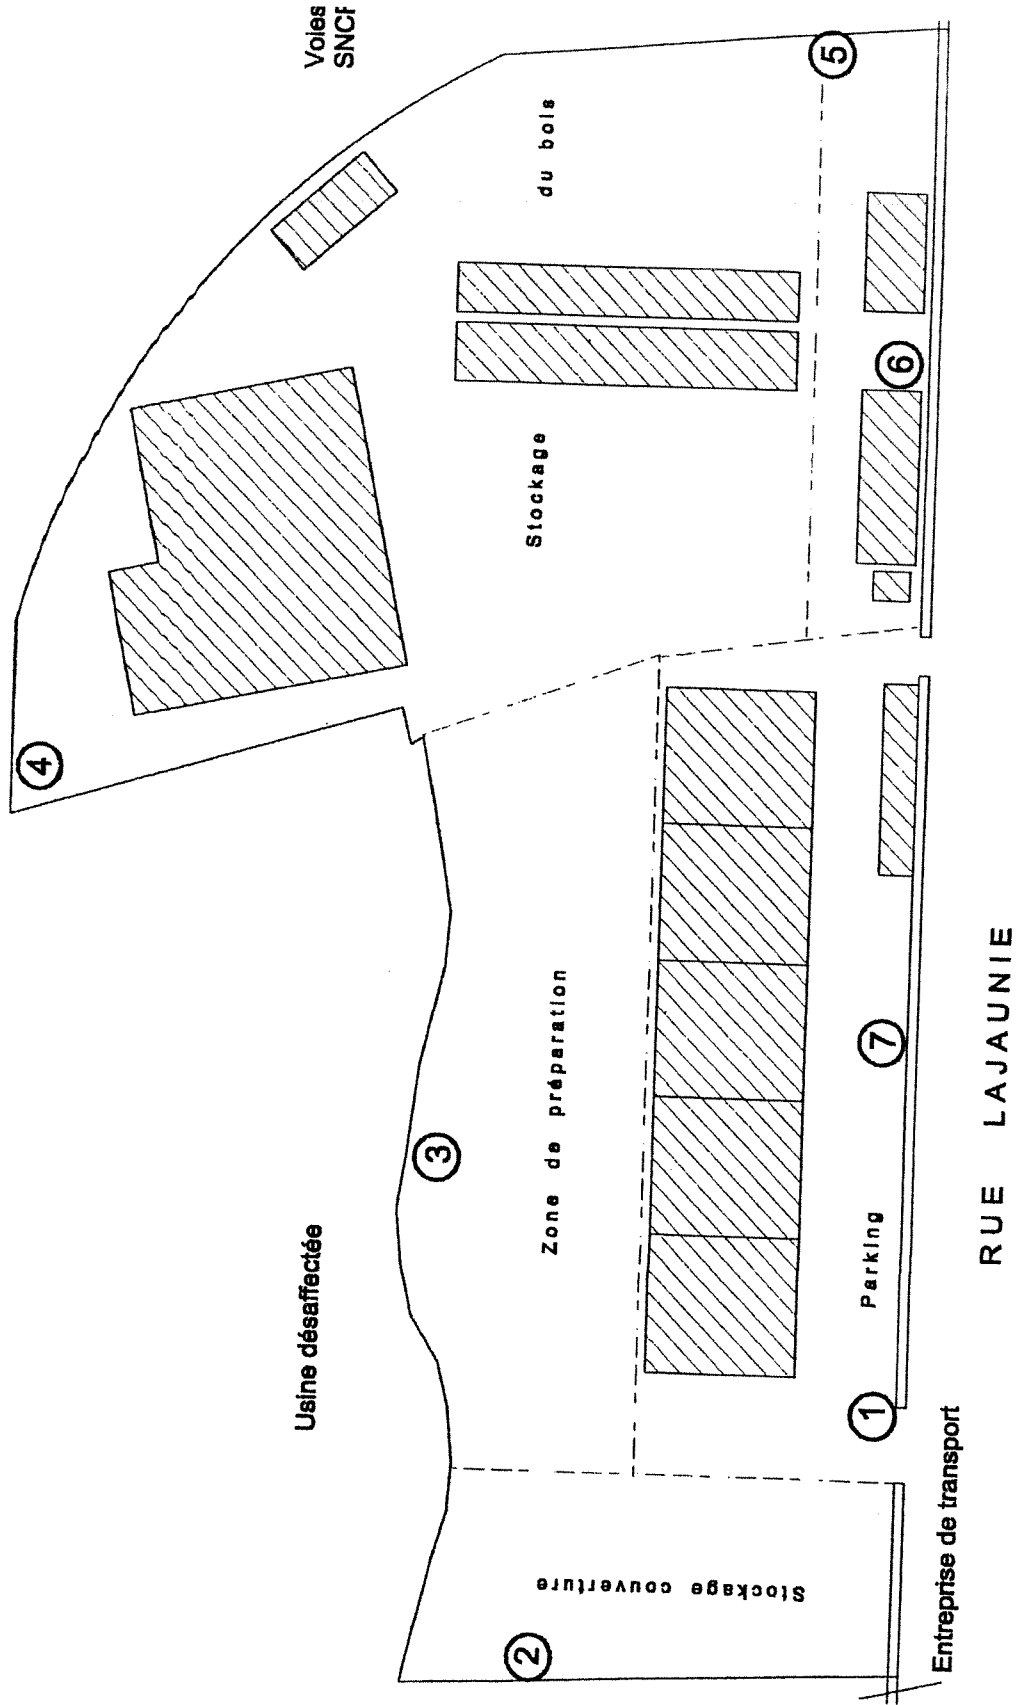 Voies
SNCF
4
5
du bois
Stockage
6
Usine désaffectée
3
Zone de préparation
7
Parking
1
Stockage couverture
2
Entreprise de transport
RUE LAJAUNIE